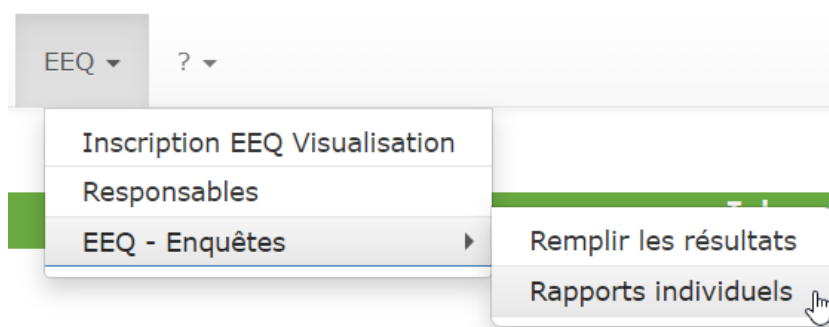 EEQ ?
Inscription EEQ Visualisation
Responsables
EEQ - Enquêtes
Remplir les résultats
Rapports individuels